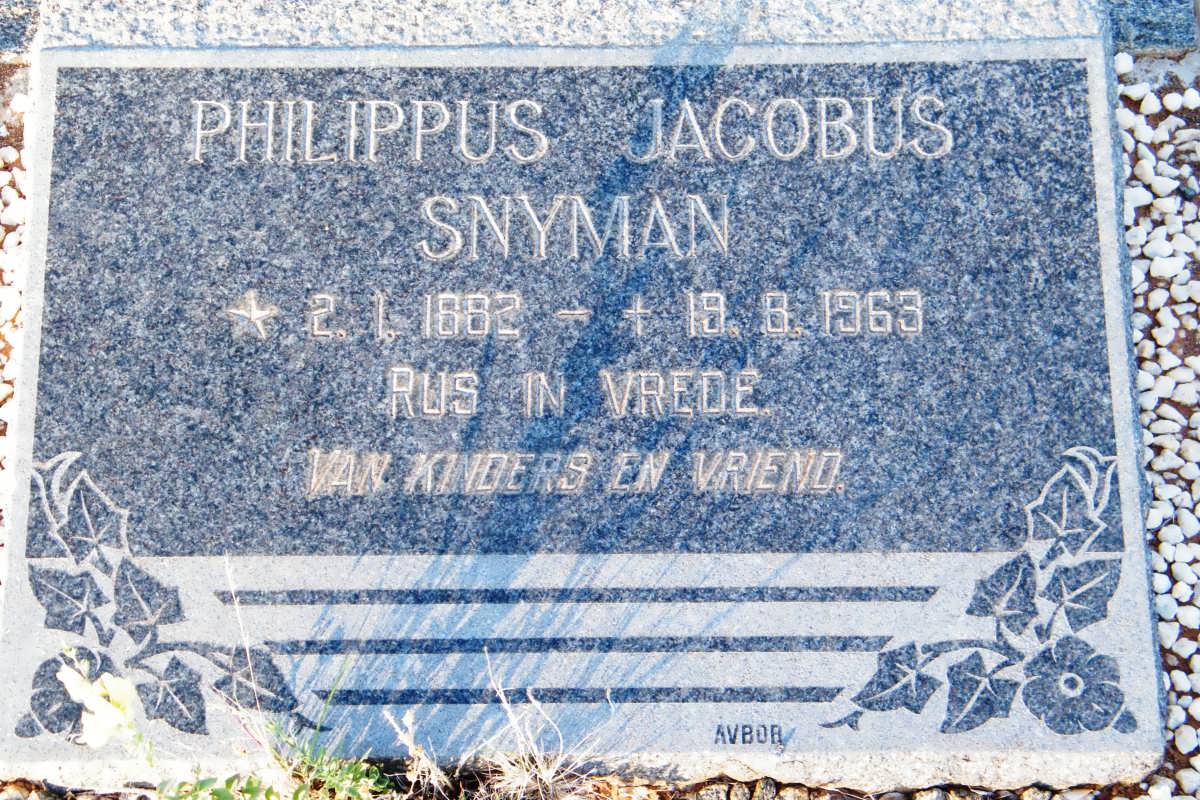 PHILIPPUS JACOBUS
SNYMAN
★ 2. 1. 1882 - + 19. 8. 1963
RUS IN VREDE.
VAN KINDERS EN VRIEND.
AVBOB